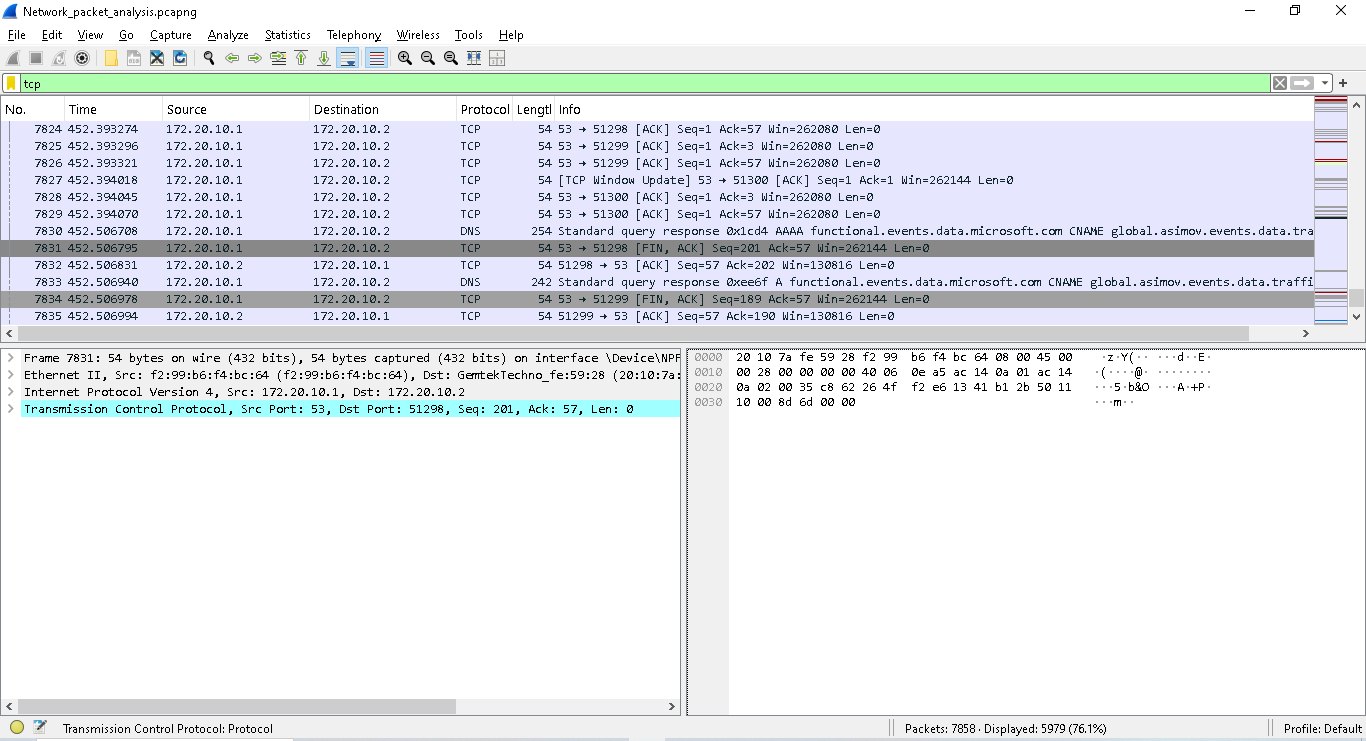 Network_packet_analysis.pcapng
File Edit View Go Capture Analyze Statistics Telephony Wireless Tools Help
tcp
No. Time Source Destination Protocol Lengtl Info
7824 452.393274 172.20.10.1 172.20.10.2 TCP 54 53 → 51298 [ACK] Seq=1 Ack=57 Win=262080 Len=0
7825 452.393296 172.20.10.1 172.20.10.2 TCP 54 53 → 51299 [ACK] Seq=1 Ack=3 Win=262080 Len=0
7826 452.393321 172.20.10.1 172.20.10.2 TCP 54 53 → 51299 [ACK] Seq=1 Ack=57 Win=262080 Len=0
7827 452.394018 172.20.10.1 172.20.10.2 TCP 54 [TCP Window Update] 53 → 51300 [ACK] Seq=1 Ack=1 Win=262144 Len=0
7828 452.394045 172.20.10.1 172.20.10.2 TCP 54 53 → 51300 [ACK] Seq=1 Ack=3 Win=262080 Len=0
7829 452.394070 172.20.10.1 172.20.10.2 TCP 54 53 → 51300 [ACK] Seq=1 Ack=57 Win=262080 Len=0
7830 452.506708 172.20.10.1 172.20.10.2 DNS 254 Standard query response 0x1cd4 AAAA functional.events.data.microsoft.com CNAME global.asimov.events.data.tra
7831 452.506795 172.20.10.1 172.20.10.2 TCP 54 53 → 51298 [FIN, ACK] Seq=201 Ack=57 Win=262144 Len=0
7832 452.506831 172.20.10.2 172.20.10.1 TCP 54 51298 → 53 [ACK] Seq=57 Ack=202 Win=130816 Len=0
7833 452.506940 172.20.10.1 172.20.10.2 DNS 242 Standard query response 0xee6f A functional.events.data.microsoft.com CNAME global.asimov.events.data.traffi
7834 452.506978 172.20.10.1 172.20.10.2 TCP 54 53 → 51299 [FIN, ACK] Seq=189 Ack=57 Win=262144 Len=0
7835 452.506994 172.20.10.2 172.20.10.1 TCP 54 51299 → 53 [ACK] Seq=57 Ack=190 Win=130816 Len=0
Frame 7831: 54 bytes on wire (432 bits), 54 bytes captured (432 bits) on interface \Device\NPF
Ethernet II, Src: f2:99:b6:f4:bc:64 (f2:99:b6:f4:bc:64), Dst: GemtekTechno_fe:59:28 (20:10:7a:
Internet Protocol Version 4, Src: 172.20.10.1, Dst: 172.20.10.2
Transmission Control Protocol, Src Port: 53, Dst Port: 51298, Seq: 201, Ack: 57, Len: 0
0000 20 10 7a fe 59 28 f2 99 b6 f4 bc 64 08 00 45 00 ·z·Y(·· ···d··E·
0010 00 28 00 00 00 00 40 06 0e a5 ac 14 0a 01 ac 14 ·(····@· ········
0020 0a 02 00 35 c8 62 26 4f f2 e6 13 41 b1 2b 50 11 ···5·b&O ···A·+P·
0030 10 00 8d 6d 00 00 ···m··
Transmission Control Protocol: Protocol
Packets: 7858 · Displayed: 5979 (76.1%)
Profile: Default